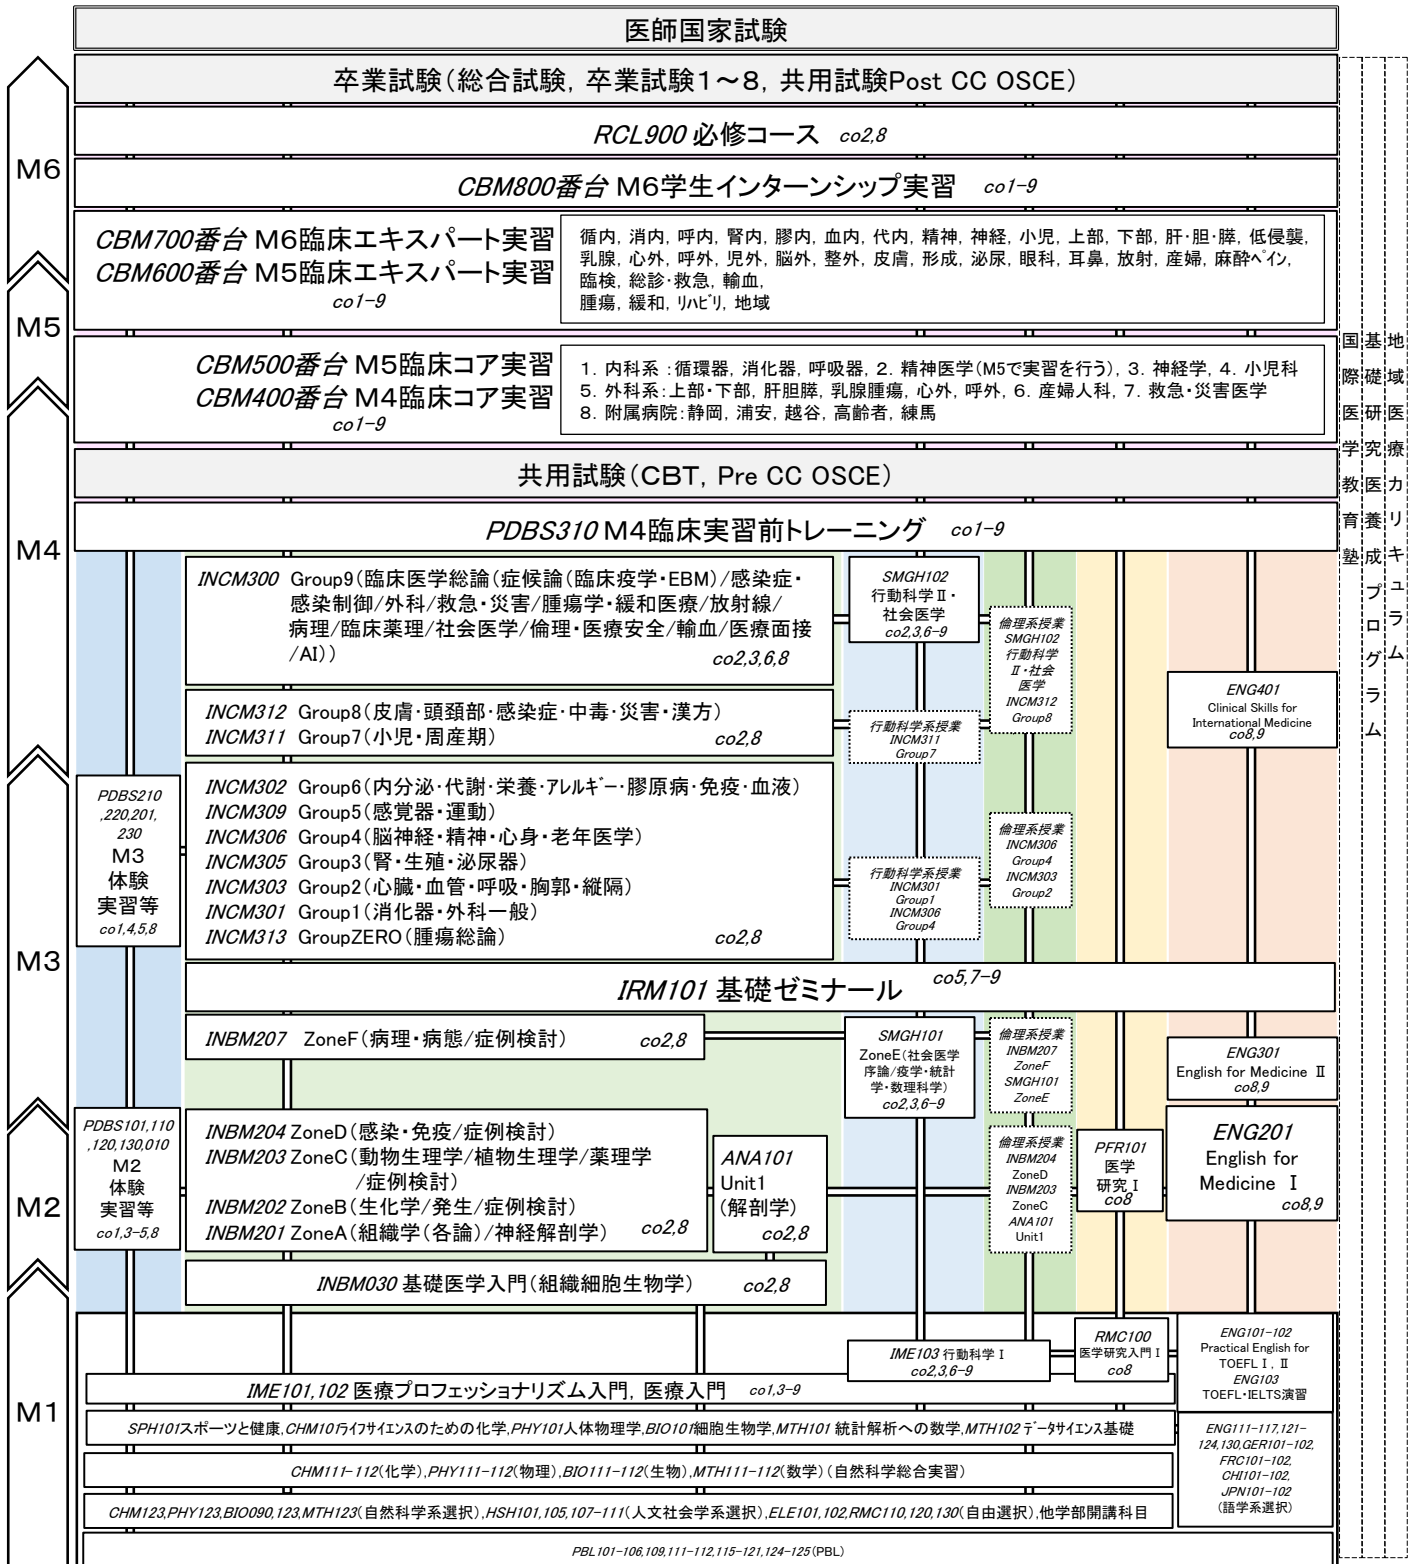 医師国家試験
卒業試験(総合試験, 卒業試験1~8, 共用試験Post CC OSCE)
RCL900 必修コース co2,8
M6
CBM800番台 M6学生インターンシップ実習 co1-9
CBM700番台 M6臨床エキスパート実習
CBM600番台 M5臨床エキスパート実習
co1-9
循内, 消内, 呼内, 腎内, 膠内, 血内, 代内, 精神, 神経, 小児, 上部, 下部, 肝・胆・膵, 低侵襲,
乳腺, 心外, 呼外, 児外, 脳外, 整外, 皮膚, 形成, 泌尿, 眼科, 耳鼻, 放射, 産婦, 麻酔ペイン,
臨検, 総診・救急, 輸血,
腫瘍, 緩和, リハビリ, 地域
M5
CBM500番台 M5臨床コア実習
CBM400番台 M4臨床コア実習
co1-9
1. 内科系:循環器, 消化器, 呼吸器, 2. 精神医学(M5で実習を行う), 3. 神経学, 4. 小児科
5. 外科系:上部・下部, 肝胆膵, 乳腺腫瘍, 心外, 呼外, 6. 産婦人科, 7. 救急・災害医学
8. 附属病院:静岡, 浦安, 越谷, 高齢者, 練馬
共用試験(CBT, Pre CC OSCE)
PDBS310 M4臨床実習前トレーニング co1-9
M4
INCM300 Group9(臨床医学総論(症候論(臨床疫学・EBM)/感染症・
感染制御/外科/救急・災害/腫瘍学・緩和医療/放射線/
病理/臨床薬理/社会医学/倫理・医療安全/輸血/医療面接
/AI))
co2,3,6,8
SMGH102
行動科学Ⅱ・
社会医学
co2,3,6-9
倫理系授業
SMGH102
行動科学
Ⅱ・社会
医学
INCM312
Group8
INCM312 Group8(皮膚・頭頚部・感染症・中毒・災害・漢方)
INCM311 Group7(小児・周産期)
co2,8
行動科学系授業
INCM311
Group7
ENG401
Clinical Skills for
International Medicine
co8,9
PDBS210
,220,201,
230
M3
体験
実習等
co1,4,5,8
INCM302 Group6(内分泌・代謝・栄養・アレルギー・膠原病・免疫・血液)
INCM309 Group5(感覚器・運動)
INCM306 Group4(脳神経・精神・心身・老年医学)
INCM305 Group3(腎・生殖・泌尿器)
INCM303 Group2(心臓・血管・呼吸・胸郭・縦隔)
INCM301 Group1(消化器・外科一般)
INCM313 GroupZERO(腫瘍総論)
co2,8
行動科学系授業
INCM301
Group1
INCM306
Group4
倫理系授業
INCM306
Group4
INCM303
Group2
M3
IRM101 基礎ゼミナール co5,7-9
INBM207 ZoneF(病理・病態/症例検討) co2,8
SMGH101
ZoneE(社会医学
序論/疫学・統計
学・数理科学)
co2,3,6-9
倫理系授業
INBM207
ZoneF
SMGH101
ZoneE
ENG301
English for Medicine Ⅱ
co8,9
PDBS101,110
,120,130,010
M2
体験
実習等
co1,3-5,8
INBM204 ZoneD(感染・免疫/症例検討)
INBM203 ZoneC(動物生理学/植物生理学/薬理学
/症例検討)
INBM202 ZoneB(生化学/発生/症例検討)
INBM201 ZoneA(組織学(各論)/神経解剖学)
co2,8
ANA101
Unit1
(解剖学)
co2,8
倫理系授業
INBM204
ZoneD
INBM203
ZoneC
ANA101
Unit1
PFR101
医学
研究Ⅰ
co8
ENG201
English for
Medicine Ⅰ
co8,9
M2
INBM030 基礎医学入門(組織細胞生物学) co2,8
M1
IME103 行動科学Ⅰ
co2,3,6-9
RMC100
医学研究入門Ⅰ
co8
ENG101-102
Practical English for
TOEFLⅠ, Ⅱ
ENG103
TOEFL・IELTS演習
IME101,102 医療プロフェッショナリズム入門, 医療入門 co1,3-9
SPH101スポーツと健康,CHM101ライフサイエンスのための化学,PHY101人体物理学,BIO101細胞生物学,MTH101 統計解析への数学,MTH102 データサイエンス基礎
CHM111-112(化学),PHY111-112(物理),BIO111-112(生物),MTH111-112(数学)(自然科学総合実習)
CHM123,PHY123,BIO090,123,MTH123(自然科学系選択),HSH101,105,107-111(人文社会学系選択),ELE101,102,RMC110,120,130(自由選択),他学部開講科目
ENG111-117,121-
124,130,GER101-102,
FRC101-102,
CHI101-102,
JPN101-102
(語学系選択)
PBL101-106,109,111-112,115-121,124-125(PBL)
地域医療カリキュラム
基礎研究医養成プログラム
国際医学教育塾